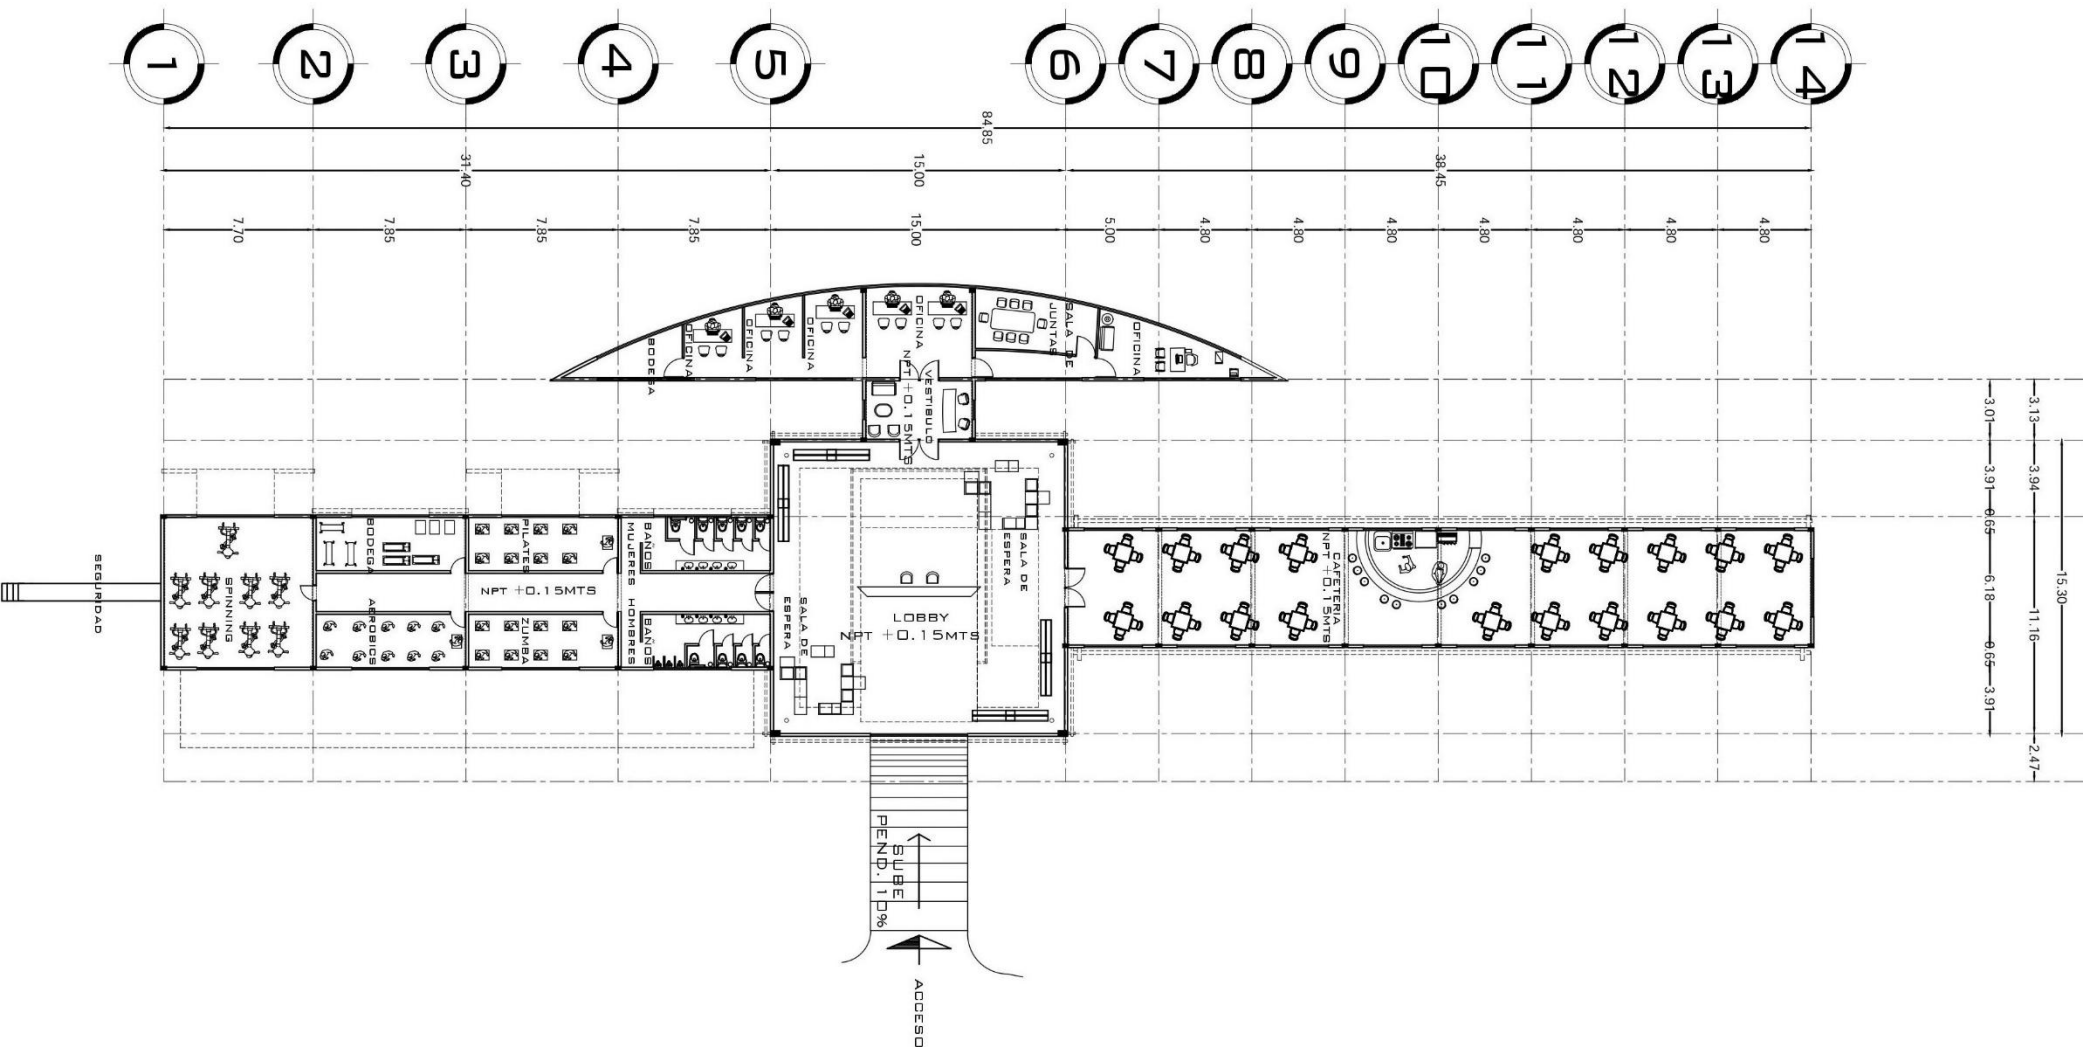 1
2
3
4
5
6
7
8
9
10
11
12
13
14
84.85
31.40
15.00
38.45
7.70
7.85
7.85
7.85
15.00
5.00
4.80
4.80
4.80
4.80
4.80
4.80
4.80
BODEGA
OFICINA
OFICINA
OFICINA
OFICINA
SALA DE
JUNTAS
OFICINA
VESTIBULO
NPT +0.15MTS
3.01
3.13
3.91
3.94
0.65
6.18
11.16
15.30
0.65
3.91
2.47
SEGURIDAD
SPINNING
BODEGA
AEROBICS
PILATES
NPT +0.15MTS
ZUMBA
BAÑOS
MUJERES
BAÑOS
HOMBRES
SALA DE
ESPERA
SALA DE
ESPERA
LOBBY
NPT +0.15MTS
CAFETERIA
NPT +0.15MTS
SUBE
PEND. 10%
ACCESO